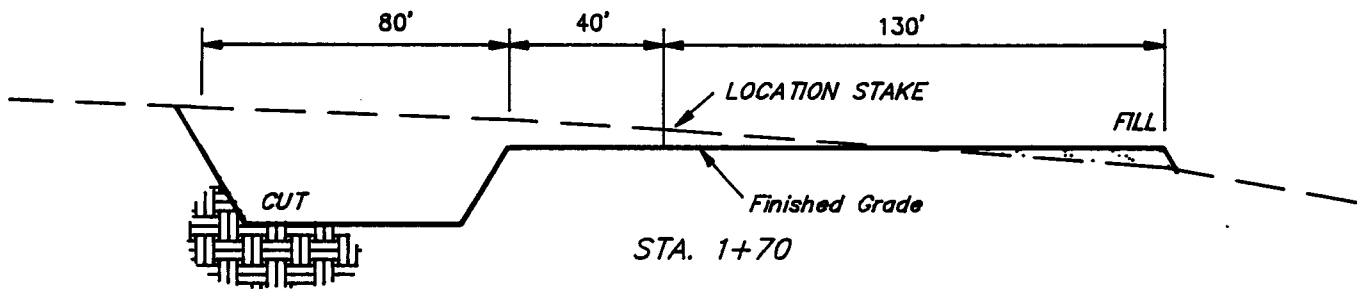 80' 40' 130'
LOCATION STAKE
FILL
CUT
Finished Grade
STA. 1+70